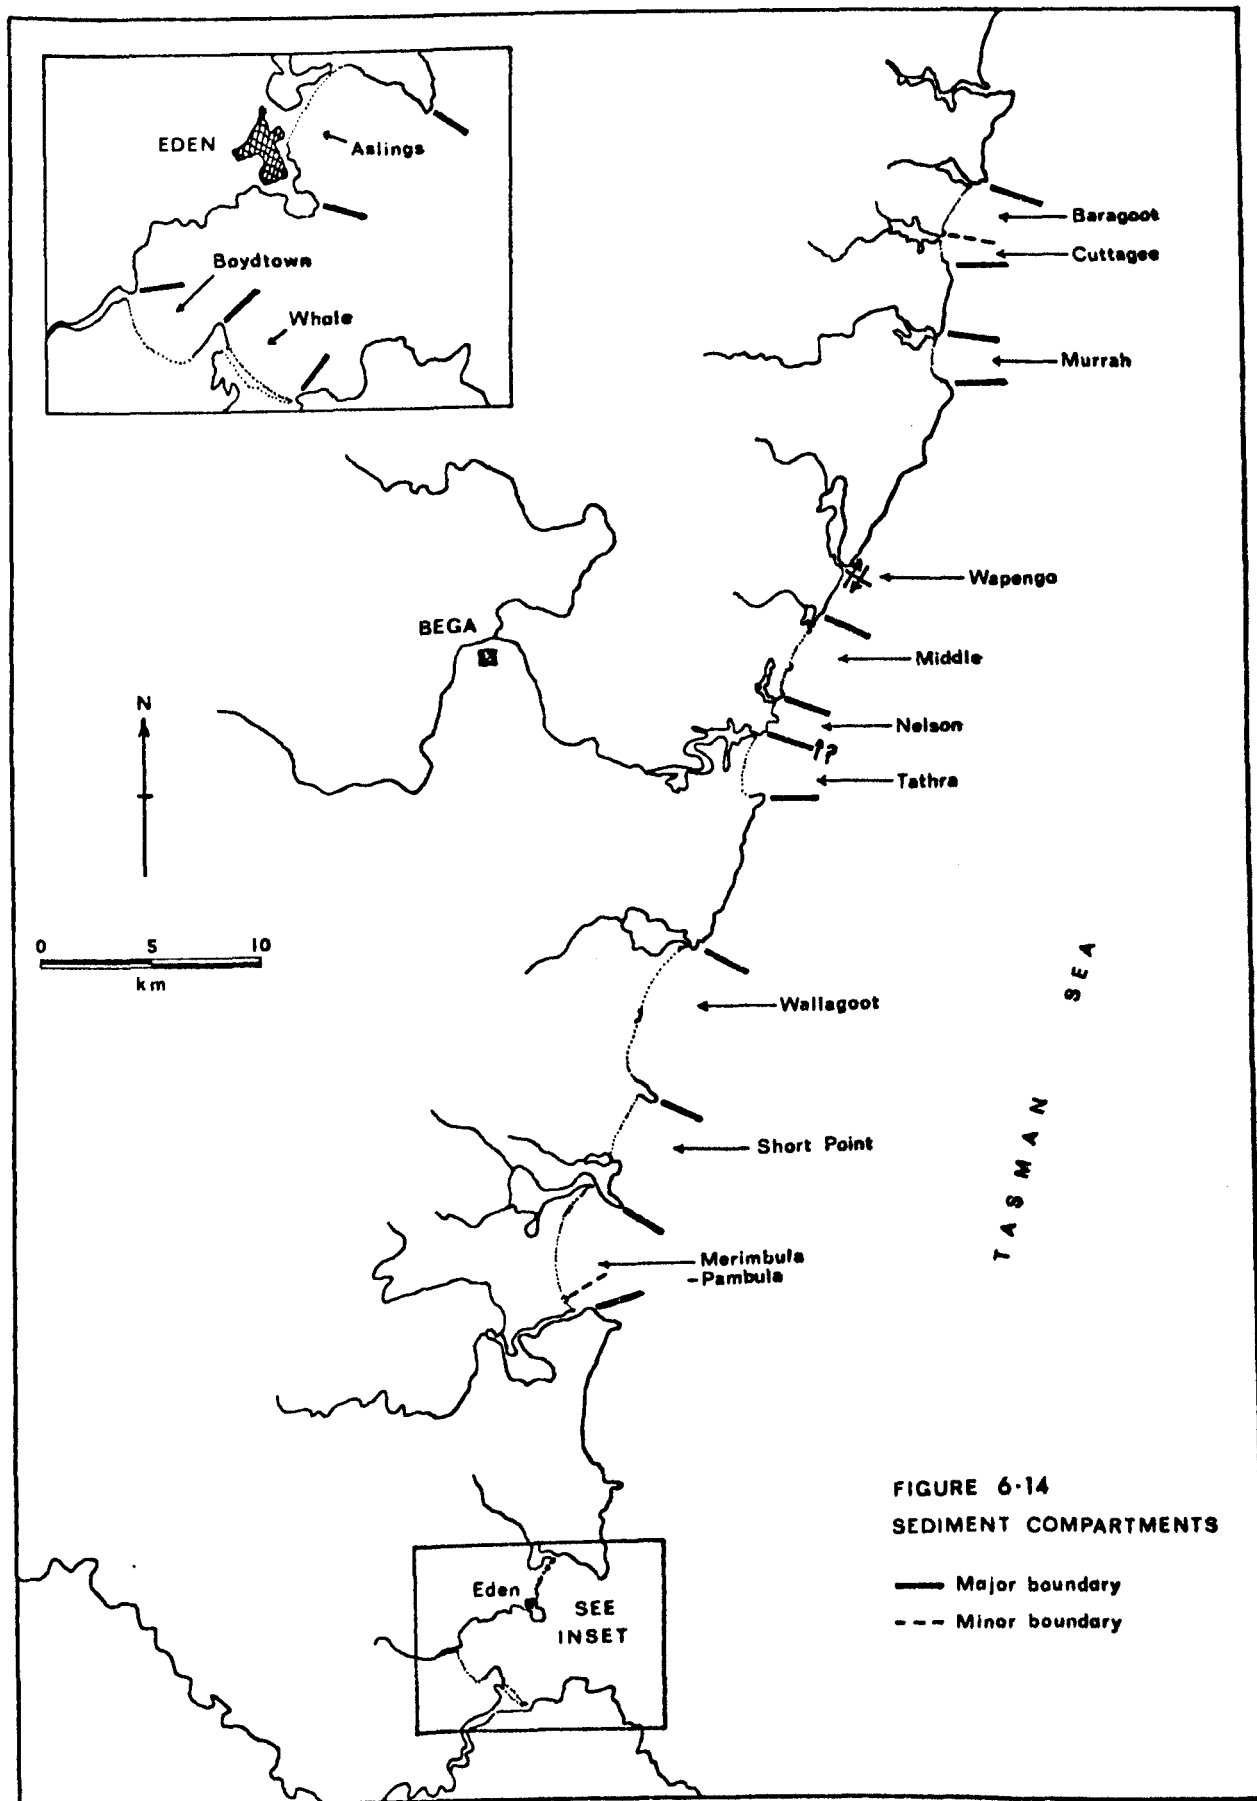 EDEN
Aslings
Boydtown
Whale
Baragoot
Cuttagee
Murrah
Wapengo
BEGA
Middle
N
Nelson
?
Tathra
0 5 10
km
Wallagoot
TASMAN SEA
Short Point
Merimbula
-Pambula
FIGURE 6·14
SEDIMENT COMPARTMENTS
Major boundary
Minor boundary
Eden
SEE
INSET